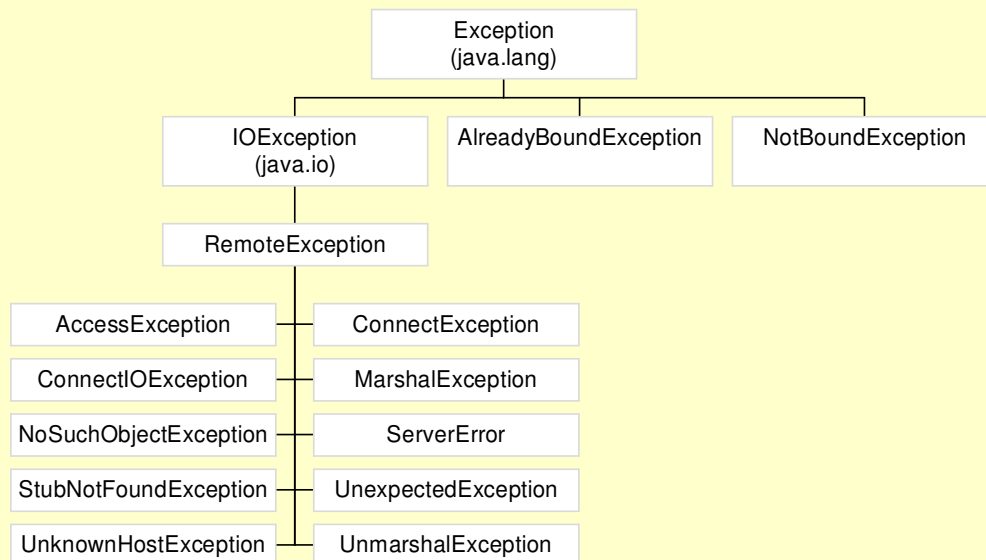 Exception
(java.lang)
IOException
(java.io)
AlreadyBoundException
NotBoundException
RemoteException
AccessException
ConnectException
ConnectIOException
MarshalException
NoSuchObjectException
ServerError
StubNotFoundException
UnexpectedException
UnknownHostException
UnmarshalException